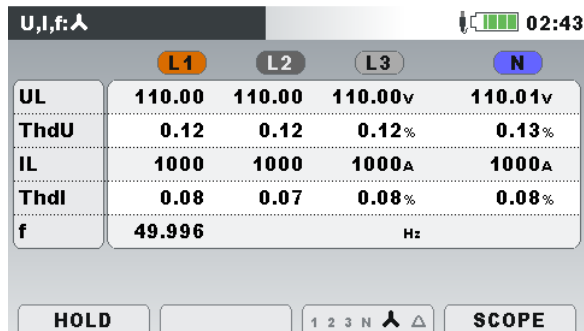 U,I,f: 02:43
L1 L2 L3 N
UL 110.00 110.00 110.00v 110.01v
ThdU 0.12 0.12 0.12% 0.13%
IL 1000 1000 1000A 1000A
ThdI 0.08 0.07 0.08% 0.08%
f 49.996 Hz
HOLD 1 2 3 N △ SCOPE